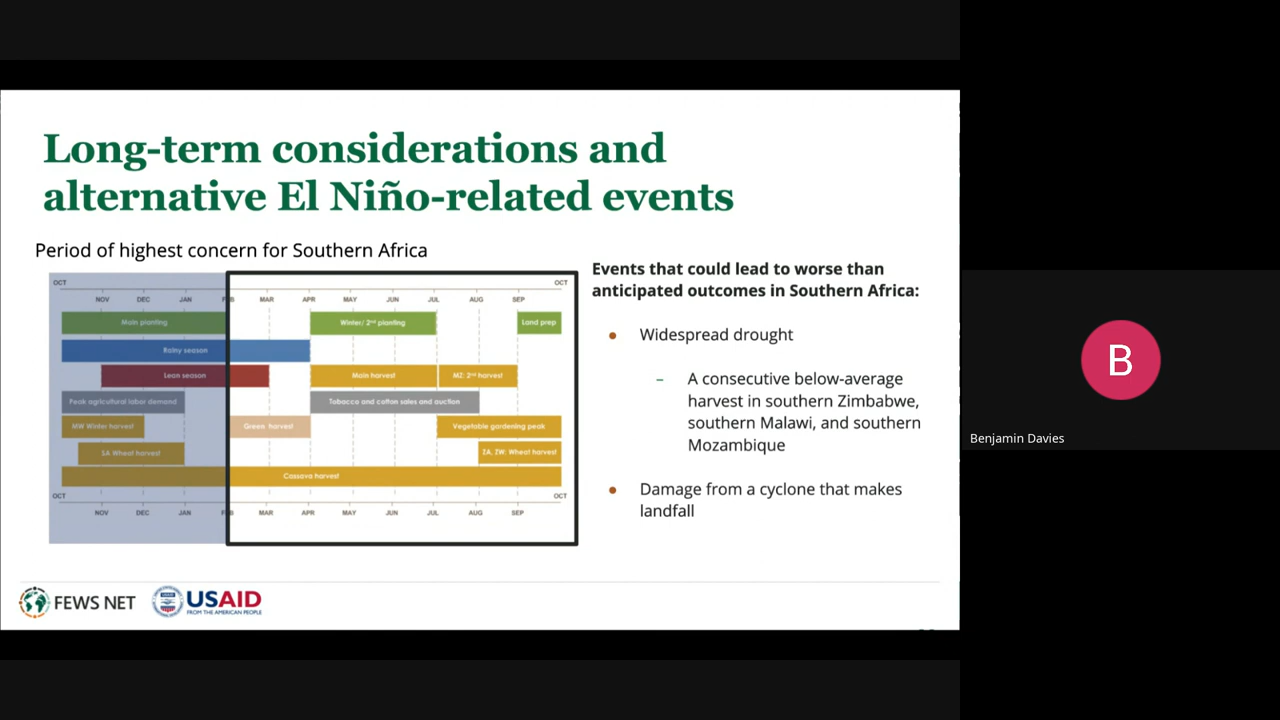 Long-term considerations and
alternative El Niño-related events
Period of highest concern for Southern Africa
OCT OCT
NOV DEC JAN FEB MAR APR MAY JUN JUL AUG SEP
Main planting Winter/ 2nd planting Land prep
Rainy season
Lean season Main harvest MZ: 2nd harvest
Peak agricultural labor demand Tobacco and cotton sales and auction
MW Winter harvest Green harvest Vegetable gardening peak
SA Wheat harvest ZA, ZW: Wheat harvest
Cassava harvest
OCT OCT
NOV DEC JAN FEB MAR APR MAY JUN JUL AUG SEP
Events that could lead to worse than
anticipated outcomes in Southern Africa:
● Widespread drought
– A consecutive below-average
harvest in southern Zimbabwe,
southern Malawi, and southern
Mozambique
● Damage from a cyclone that makes
landfall
FEWS NET
USAID
FROM THE AMERICAN PEOPLE
B
Benjamin Davies